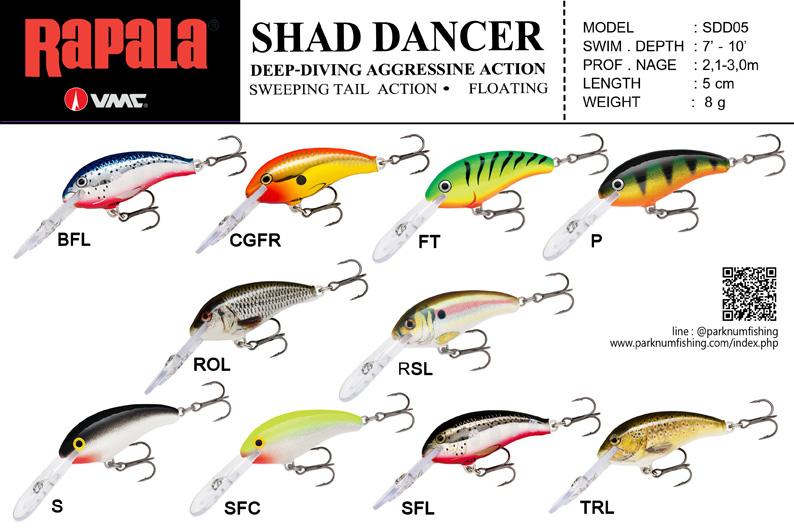 RAPALA®
VMC®
SHAD DANCER
DEEP-DIVING AGGRESSINE ACTION
SWEEPING TAIL ACTION • FLOATING
MODEL : SDD05
SWIM . DEPTH : 7' - 10'
PROF . NAGE : 2,1-3,0m
LENGTH : 5 cm
WEIGHT : 8 g
BFL
CGFR
FT
P
ROL
RSL
line : @parknumfishing
www.parknumfishing.com/index.php
S
SFC
SFL
TRL